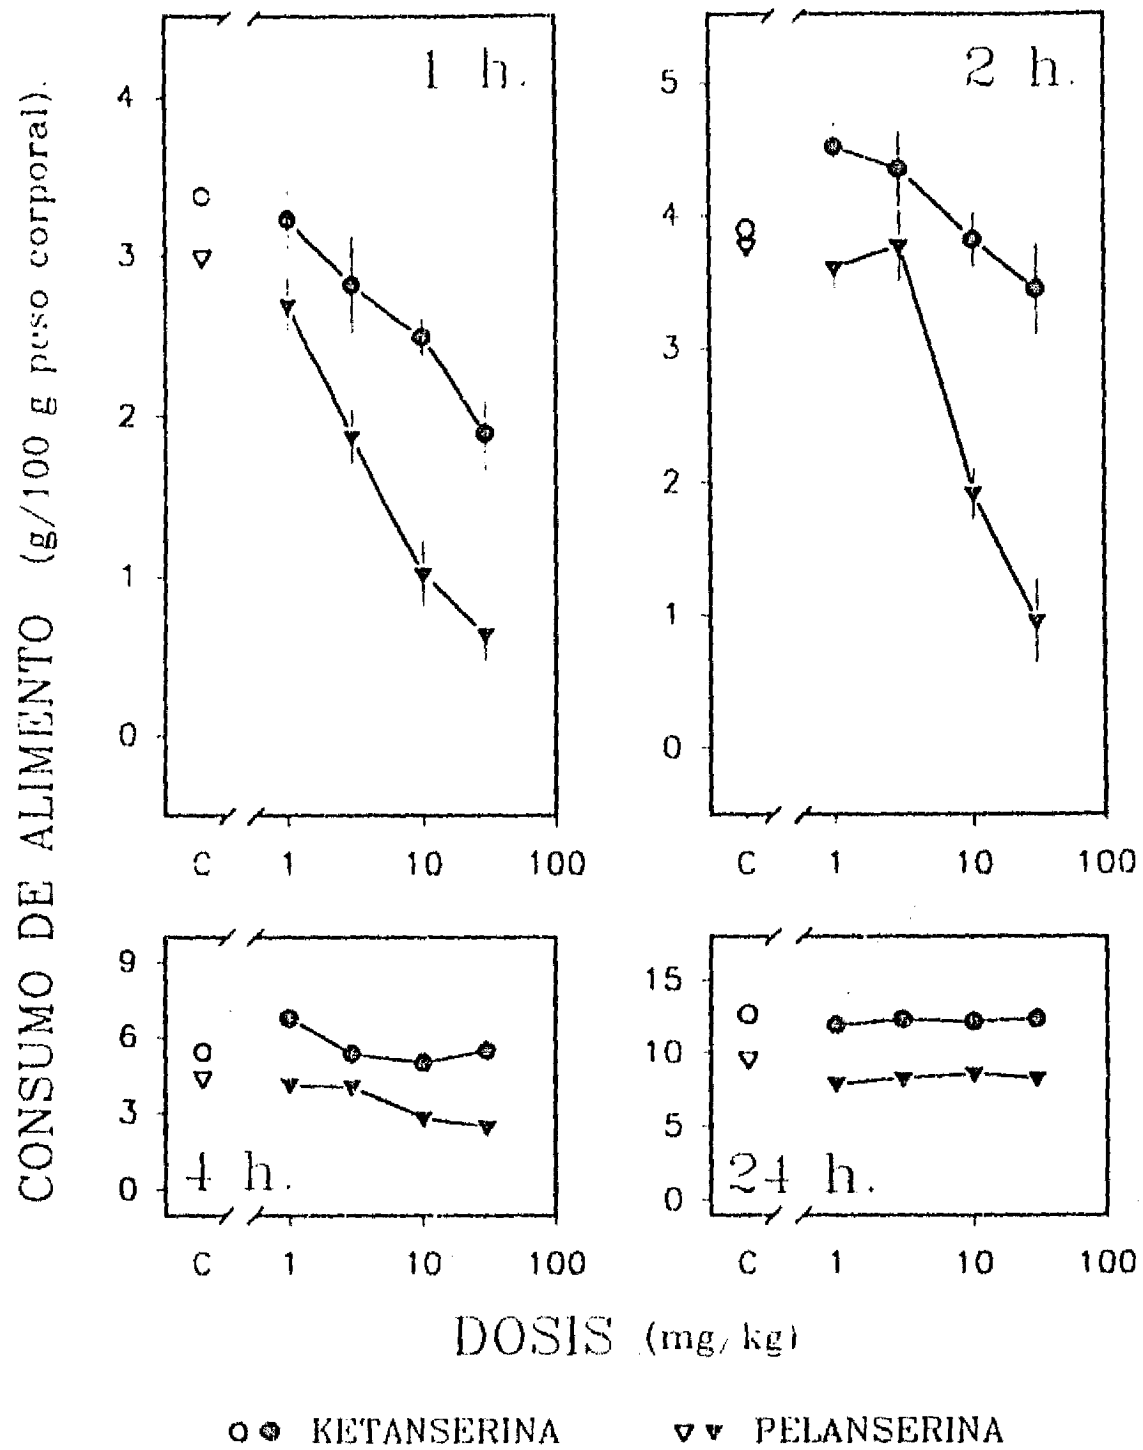 CONSUMO DE ALIMENTO (g/100 g peso corporal).
1 h.
4
3
2
1
0
C 1 10 100
2 h.
5
4
3
2
1
0
C 1 10 100
9
6
3
0
4 h.
C 1 10 100
15
10
5
0
24 h.
C 1 10 100
DOSIS (mg/kg)
KETANSERINA PELANSERINA